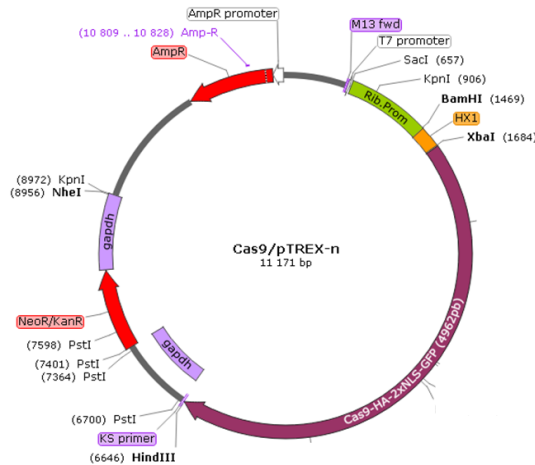 AmpR promoter
(10 809 .. 10 828) Amp-R
M13 fwd
T7 promoter
AmpR
SacI (657)
KpnI (906)
Rib.Prom
BamHI (1469)
HX1
XbaI (1684)
(8972) KpnI
(8956) NheI
gapdh
Cas9/pTREX-n
11 171 bp
NeoR/KanR
(7598) PstI
(7401) PstI
(7364) PstI
gapdh
Cas9-HA-2xNLS-GFP (4962pb)
(6700) PstI
KS primer
(6646) HindIII